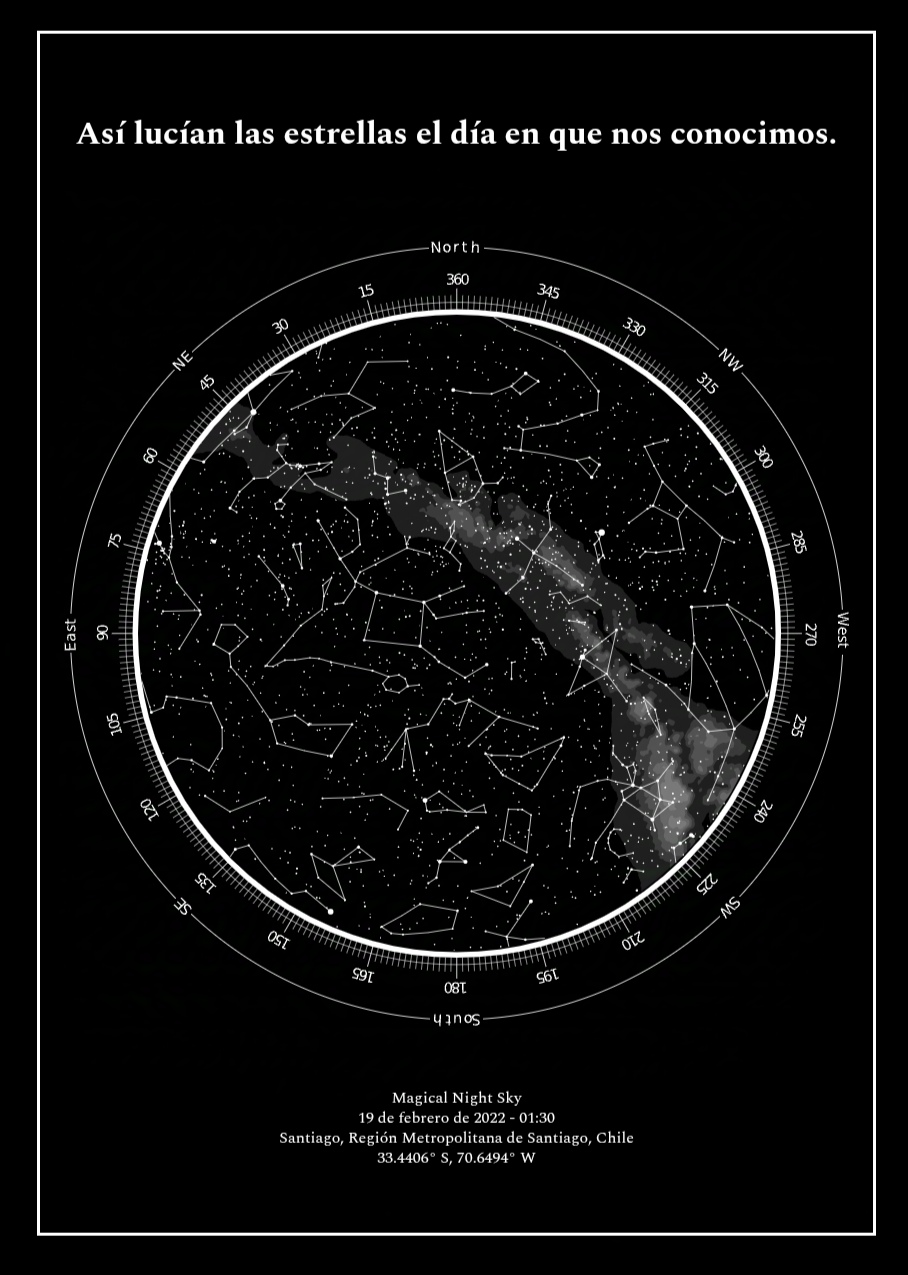 Así lucían las estrellas el día en que nos conocimos.
North
360
15
345
30
330
NE
NW
45
315
60
300
75
285
East
90
270
West
105
255
120
240
135
225
SE
SW
150
210
165
195
180
South
Magical Night Sky
19 de febrero de 2022 - 01:30
Santiago, Región Metropolitana de Santiago, Chile
33.4406° S, 70.6494° W